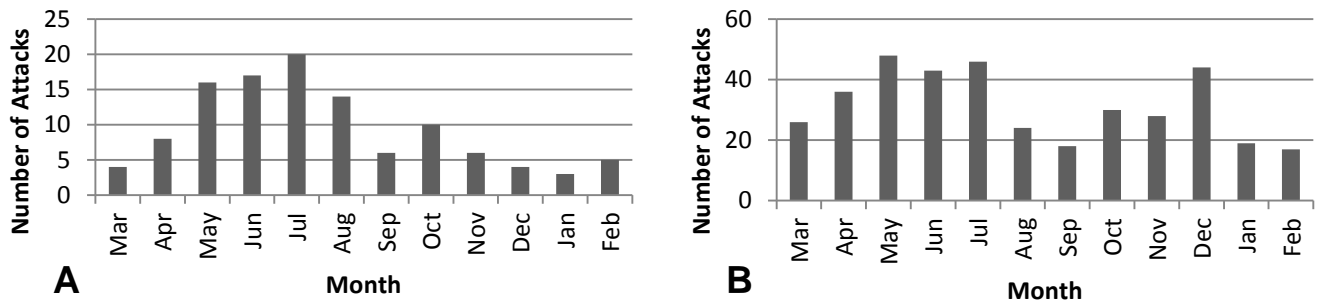 Number of Attacks
25
20
15
10
5
0
Mar
Apr
May
Jun
Jul
Aug
Sep
Oct
Nov
Dec
Jan
Feb
Month
A
Number of Attacks
60
40
20
0
Mar
Apr
May
Jun
Jul
Aug
Sep
Oct
Nov
Dec
Jan
Feb
Month
B